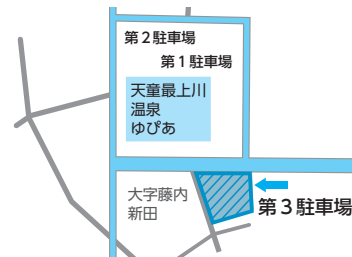 第2駐車場
第1駐車場
天童最上川
温泉
ゆぴあ
大字藤内
新田
第3駐車場